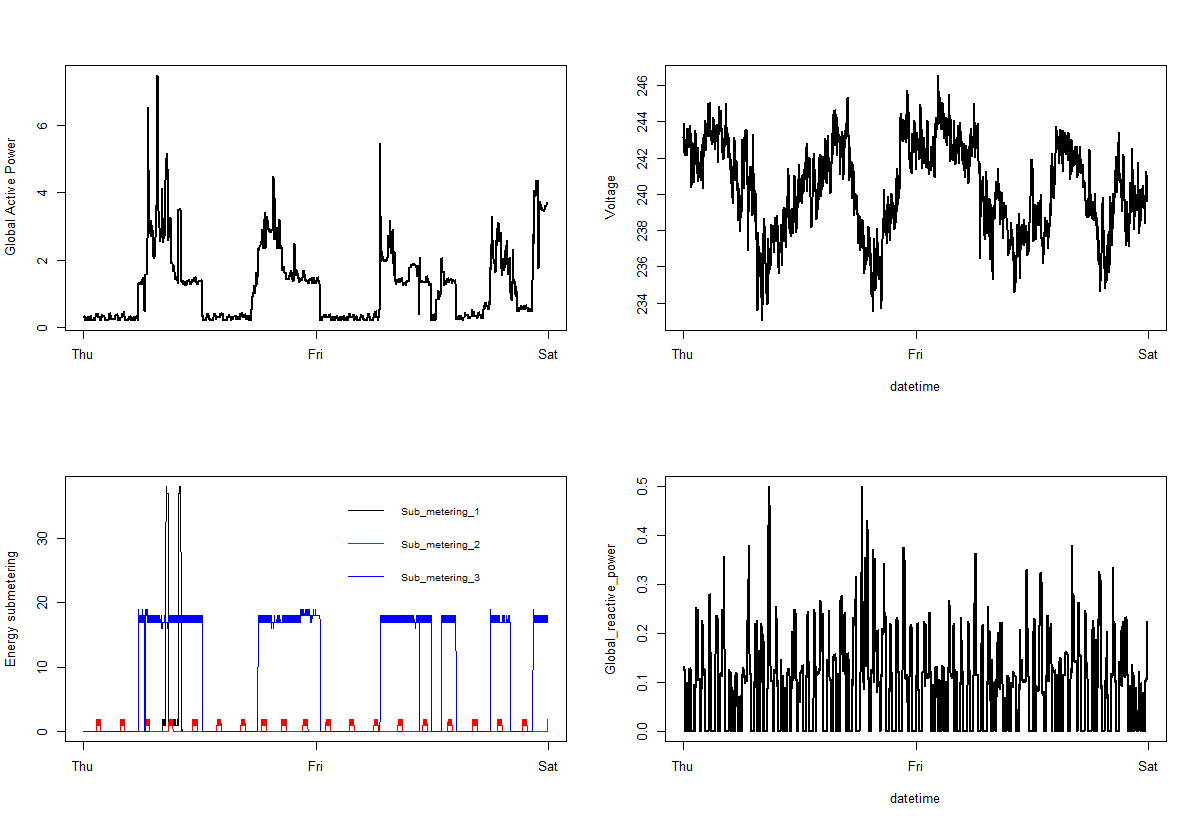 Global Active Power
6
4
2
0
Thu Fri Sat
Voltage
246
244
242
240
238
236
234
Thu Fri Sat
datetime
Energy submetering
30
20
10
0
Sub_metering_1
Sub_metering_2
Sub_metering_3
Thu Fri Sat
Global_reactive_power
0.5
0.4
0.3
0.2
0.1
0.0
Thu Fri Sat
datetime